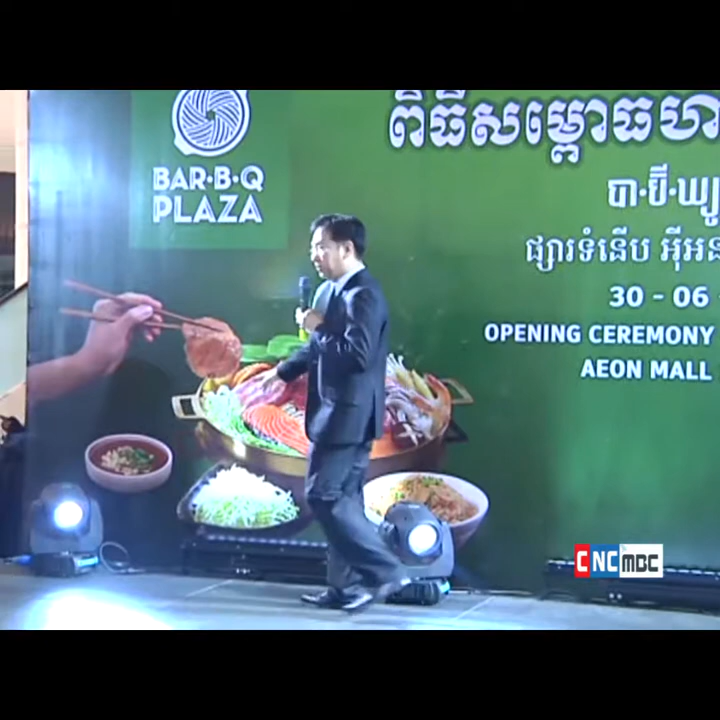 BAR·B·Q
PLAZA
ពិធីសម្ពោធហា
បា·ប៊ី·ឃ្យូ
ផ្សារទំនើប អ៊ីអន
30 - 06
OPENING CEREMONY
AEON MALL
CNC MBC